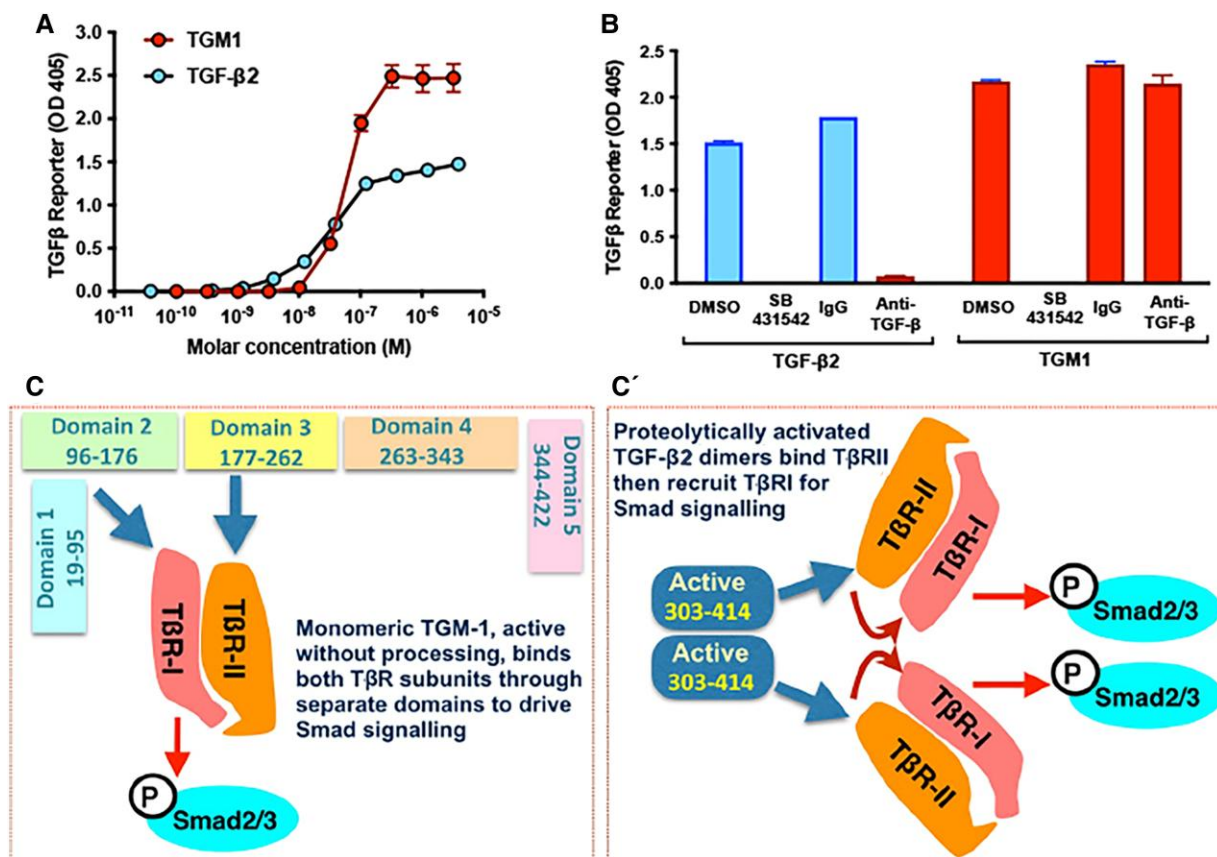 A
3.0
2.5
2.0
1.5
1.0
0.5
0.0
TGFβ Reporter (OD 405)
TGM1
TGF-β2
10⁻¹¹ 10⁻¹⁰ 10⁻⁹ 10⁻⁸ 10⁻⁷ 10⁻⁶ 10⁻⁵
Molar concentration (M)
B
2.5
2.0
1.5
1.0
0.5
0.0
TGFβ Reporter (OD 405)
DMSO SB 431542 IgG Anti-TGF-β DMSO SB 431542 IgG Anti-TGF-β
TGF-β2 TGM1
C
Domain 2
96-176
Domain 3
177-262
Domain 4
263-343
Domain 5
344-422
Domain 1
19-95
TβR-I
TβR-II
Monomeric TGM-1, active
without processing, binds
both TβR subunits through
separate domains to drive
Smad signalling
P
Smad2/3
C´
Proteolytically activated
TGF-β2 dimers bind TβRII
then recruit TβRI for
Smad signalling
TβR-II
TβR-I
Active
303-414
Active
303-414
P
Smad2/3
P
Smad2/3
TβR-I
TβR-II